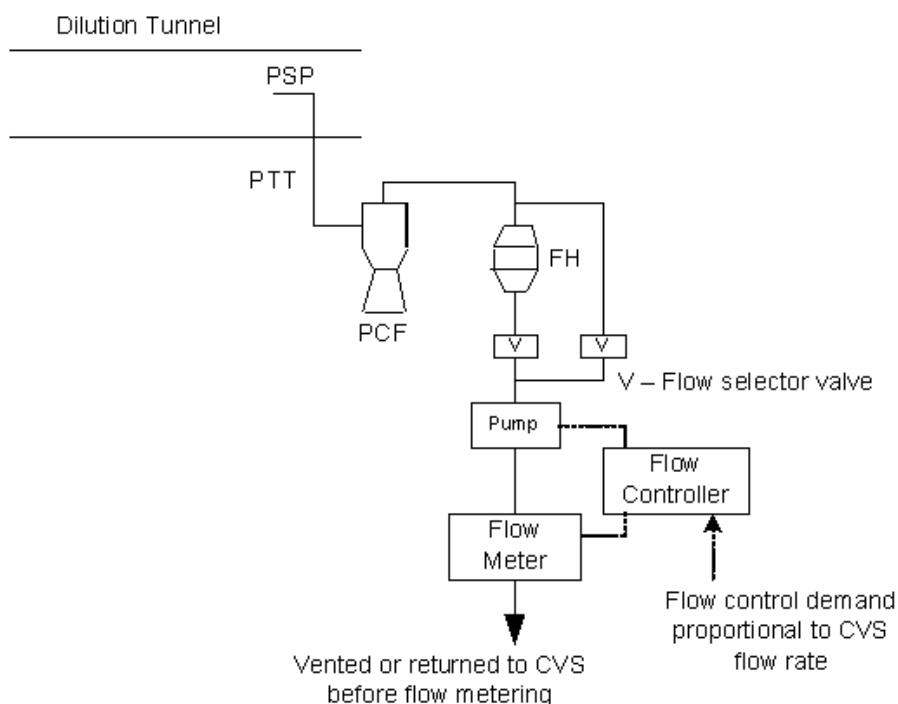 Dilution Tunnel
PSP
PTT
FH
PCF
V
V
V – Flow selector valve
Pump
Flow
Controller
Flow
Meter
Flow control demand
proportional to CVS
flow rate
Vented or returned to CVS
before flow metering